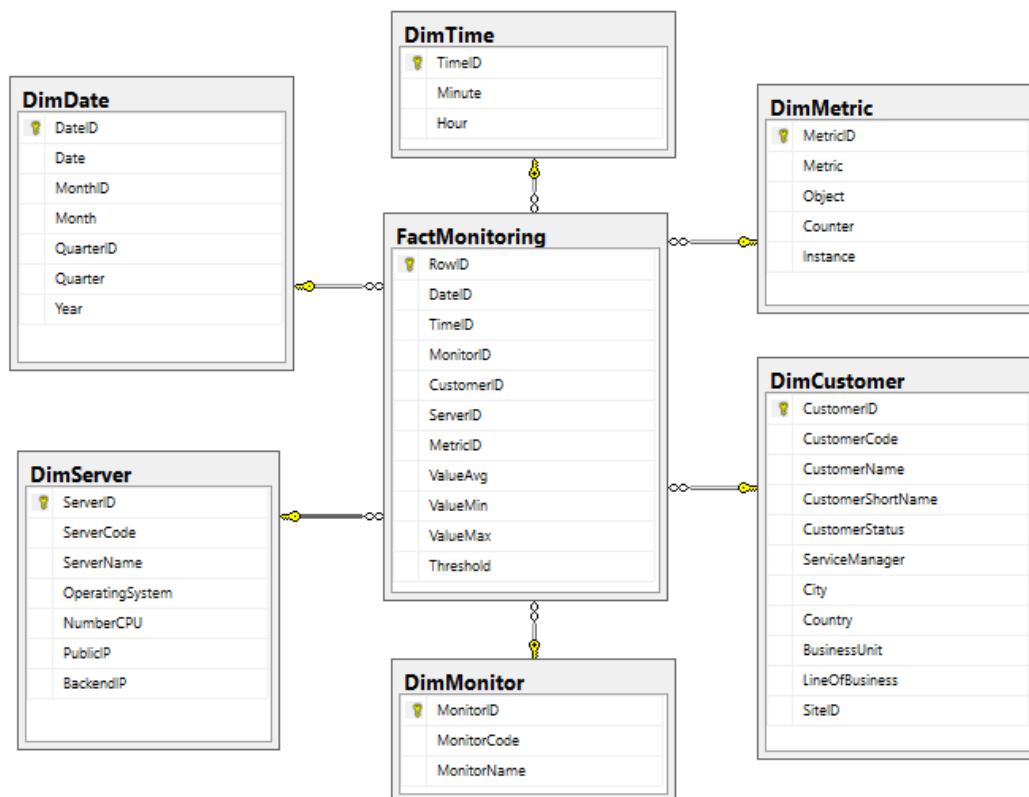 DimTime
TimeID
Minute
Hour
DimDate
DateID
Date
MonthID
Month
QuarterID
Quarter
Year
DimMetric
MetricID
Metric
Object
Counter
Instance
FactMonitoring
RowID
DateID
TimeID
MonitorID
CustomerID
ServerID
MetricID
ValueAvg
ValueMin
ValueMax
Threshold
DimCustomer
CustomerID
CustomerCode
CustomerName
CustomerShortName
CustomerStatus
ServiceManager
City
Country
BusinessUnit
LineOfBusiness
SiteID
DimServer
ServerID
ServerCode
ServerName
OperatingSystem
NumberCPU
PublicIP
BackendIP
DimMonitor
MonitorID
MonitorCode
MonitorName